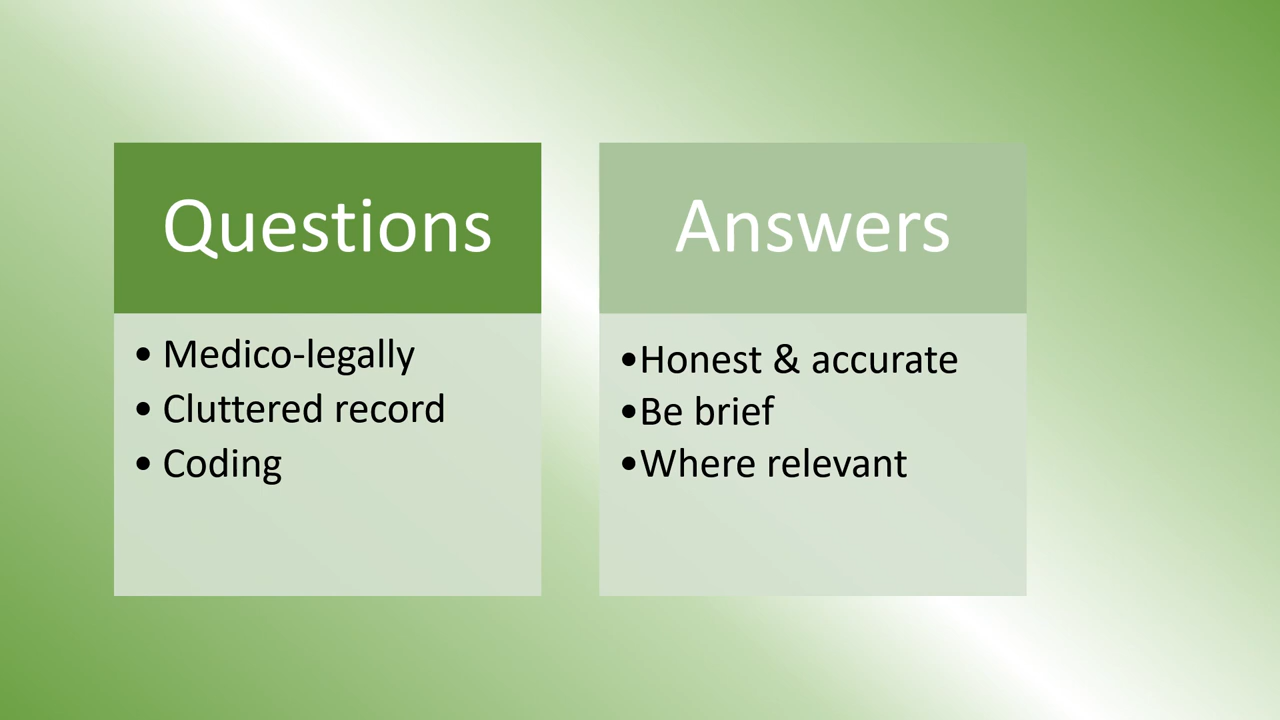 Questions
• Medico-legally
• Cluttered record
• Coding
Answers
•Honest & accurate
•Be brief
•Where relevant